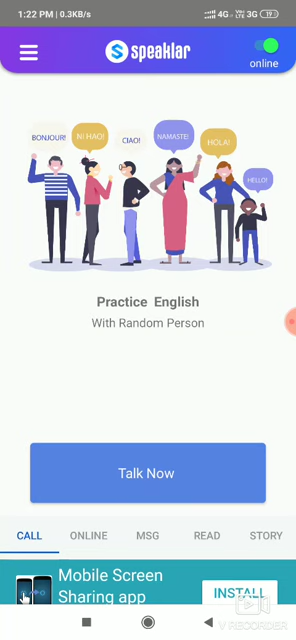 1:22 PM | 0.3KB/s 4G VoLTE 3G 19
speaklar
online
BONJOUR! NI HAO! CIAO! NAMASTE! HOLA! HELLO!
Practice English
With Random Person
Talk Now
CALL ONLINE MSG READ STORY
Mobile Screen
Sharing app
INSTALL
V RECORDER